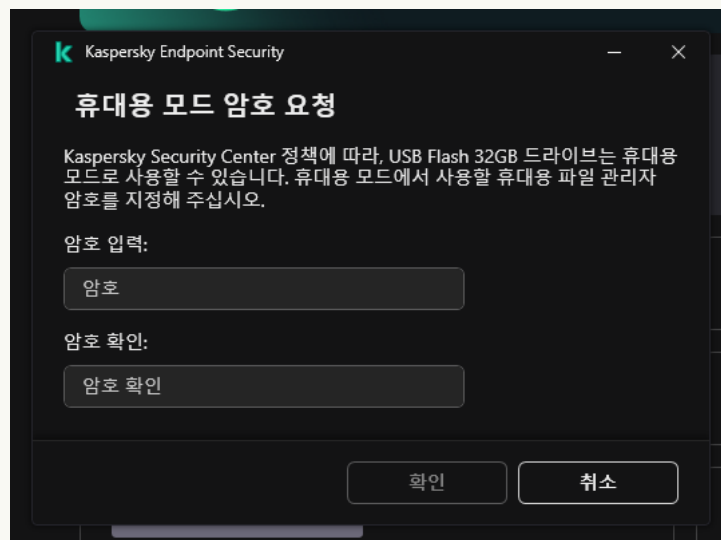 Kaspersky Endpoint Security
휴대용 모드 암호 요청
Kaspersky Security Center 정책에 따라, USB Flash 32GB 드라이브는 휴대용
모드로 사용할 수 있습니다. 휴대용 모드에서 사용할 휴대용 파일 관리자
암호를 지정해 주십시오.
암호 입력:
암호
암호 확인:
암호 확인
확인
취소